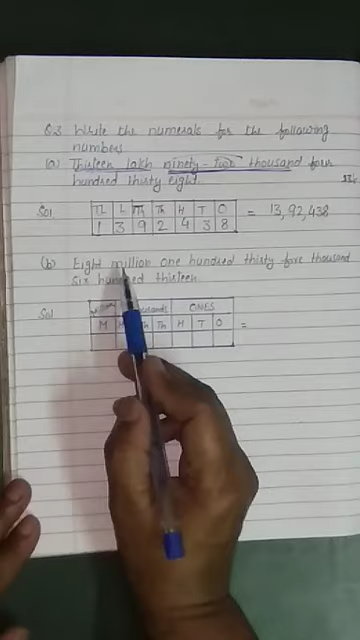 Q3 Write the numerals for the following
numbers
(a) Thirteen lakh ninety-two thousand four
hundred thirty eight.
Sol TL L TTh Th H T O = 13,92,438
1 3 9 2 4 3 8
(b) Eight million one hundred thirty five thousand
six hundred thirteen.
Sol ONES
M Th H T O =